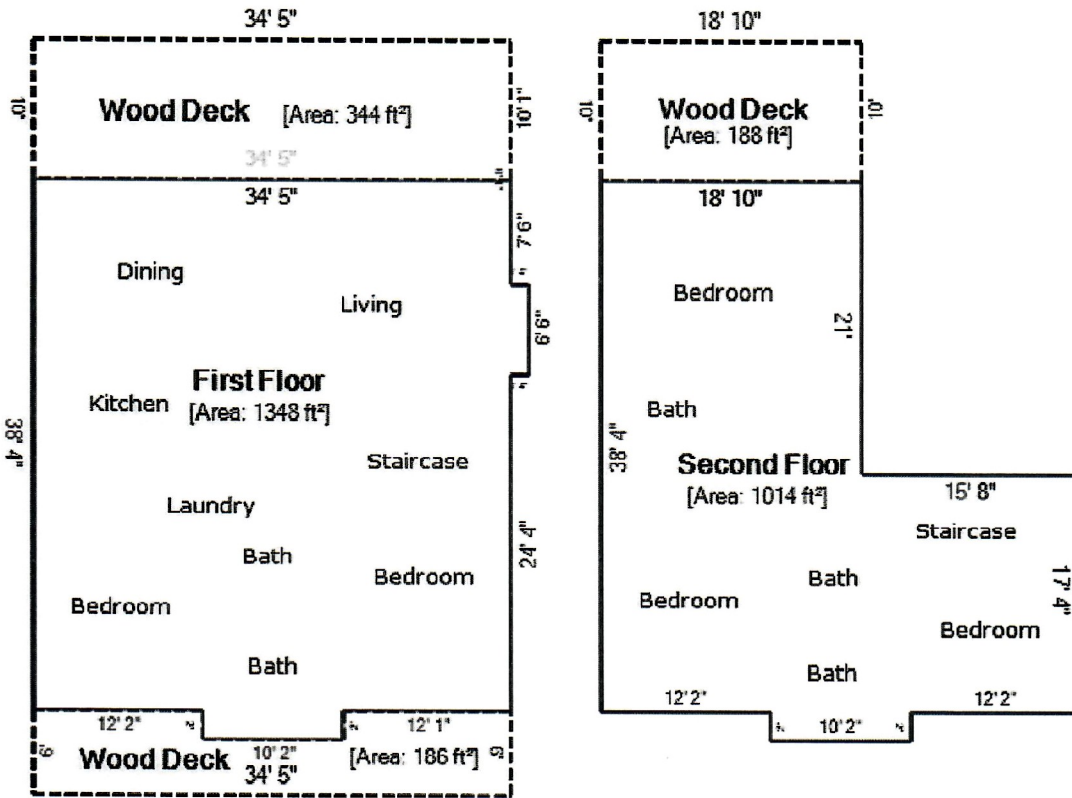 34' 5"
Wood Deck [Area: 344 ft²]
10"
10' 1"
34' 5"
34' 5"
7' 6"
Dining
Living
6' 6"
First Floor
[Area: 1348 ft²]
Kitchen
38' 4"
Staircase
Laundry
24' 4"
Bath
Bedroom
Bedroom
Bath
12' 2"
12' 1"
10' 2"
Wood Deck [Area: 186 ft²]
34' 5"
18' 10"
Wood Deck
[Area: 188 ft²]
10"
18' 10"
Bedroom
21"
Bath
38' 4"
Second Floor
[Area: 1014 ft²]
15' 8"
Staircase
Bath
17' 4"
Bedroom
Bedroom
Bath
12' 2"
12' 2"
10' 2"